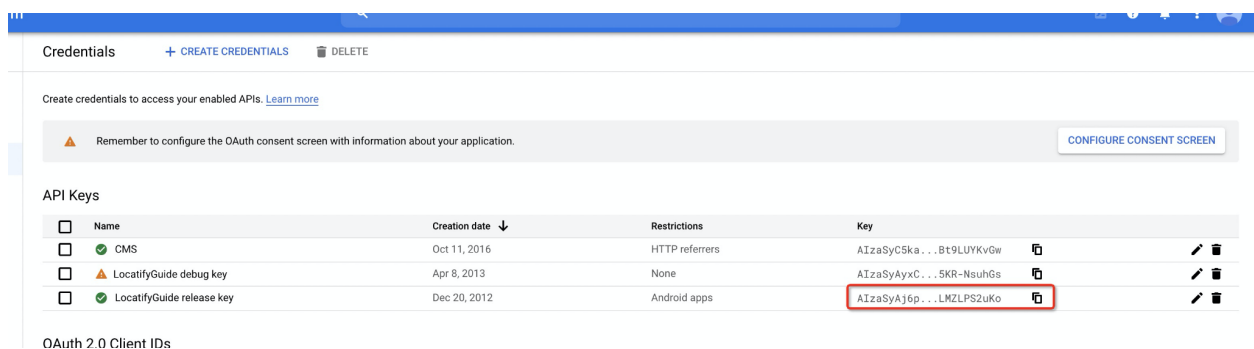 Credentials + CREATE CREDENTIALS DELETE
Create credentials to access your enabled APIs. Learn more
Remember to configure the OAuth consent screen with information about your application. CONFIGURE CONSENT SCREEN
API Keys
Name Creation date Restrictions Key
CMS Oct 11, 2016 HTTP referrers AIzaSyC5ka...Bt9LUYKvGw
LocatifyGuide debug key Apr 8, 2013 None AIzaSyAyxC...5KR-NsuhGs
LocatifyGuide release key Dec 20, 2012 Android apps AIzaSyAj6p...LMZLPS2uKo
OAuth 2.0 Client IDs